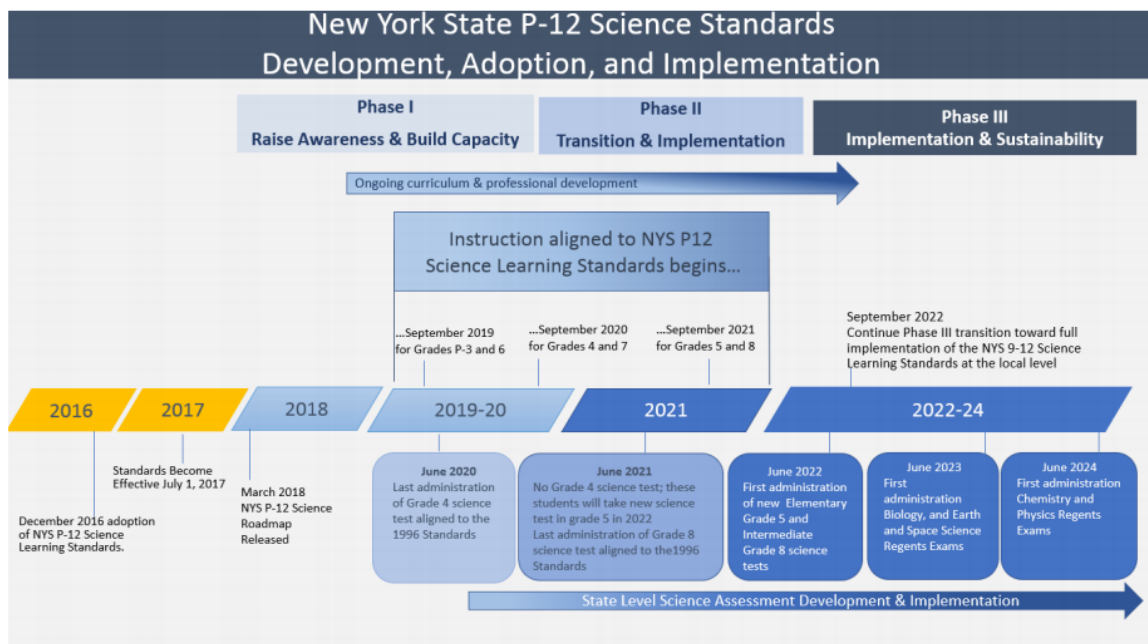 New York State P-12 Science Standards
Development, Adoption, and Implementation
Phase I
Raise Awareness & Build Capacity
Phase II
Transition & Implementation
Phase III
Implementation & Sustainability
Ongoing curriculum & professional development
Instruction aligned to NYS P12
Science Learning Standards begins...
...September 2019
for Grades P-3 and 6
...September 2020
for Grades 4 and 7
...September 2021
for Grades 5 and 8
September 2022
Continue Phase III transition toward full
implementation of the NYS 9-12 Science
Learning Standards at the local level
2016
2017
2018
2019-20
2021
2022-24
December 2016 adoption
of NYS P-12 Science
Learning Standards.
Standards Become
Effective July 1, 2017
March 2018
NYS P-12 Science
Roadmap
Released
June 2020
Last administration
of Grade 4 science
test aligned to the
1996 Standards
June 2021
No Grade 4 science test; these
students will take new science
test in grade 5 in 2022
Last administration of Grade 8
science test aligned to the1996
Standards
June 2022
First administration
of new Elementary
Grade 5 and
Intermediate
Grade 8 science
tests
June 2023
First
administration
Biology, and Earth
and Space Science
Regents Exams
June 2024
First administration
Chemistry and
Physics Regents
Exams
State Level Science Assessment Development & Implementation